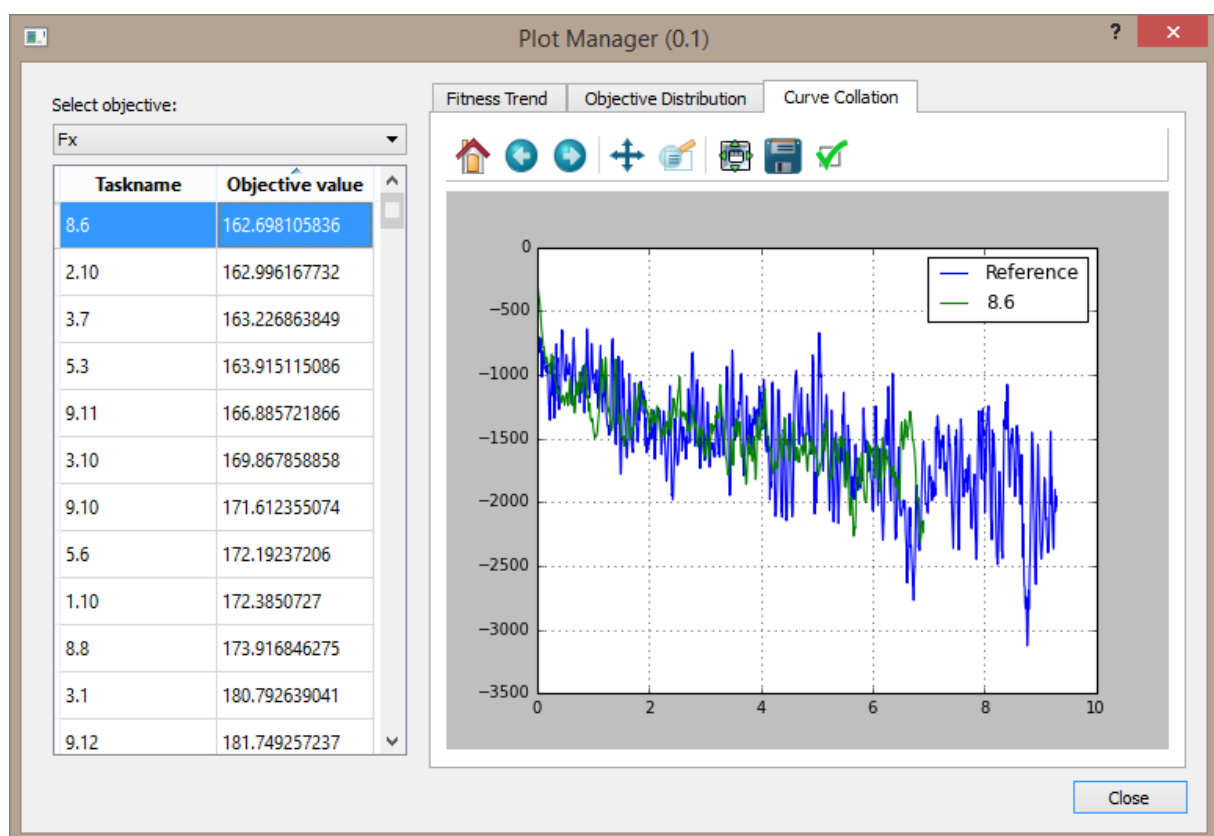 Plot Manager (0.1)
?
Select objective:
Fx
Taskname Objective value
8.6 162.698105836
2.10 162.996167732
3.7 163.226863849
5.3 163.915115086
9.11 166.885721866
3.10 169.867858858
9.10 171.612355074
5.6 172.19237206
1.10 172.3850727
8.8 173.916846275
3.1 180.792639041
9.12 181.749257237
Fitness Trend Objective Distribution Curve Collation
Reference
8.6
0
−500
−1000
−1500
−2000
−2500
−3000
−3500
0 2 4 6 8 10
Close